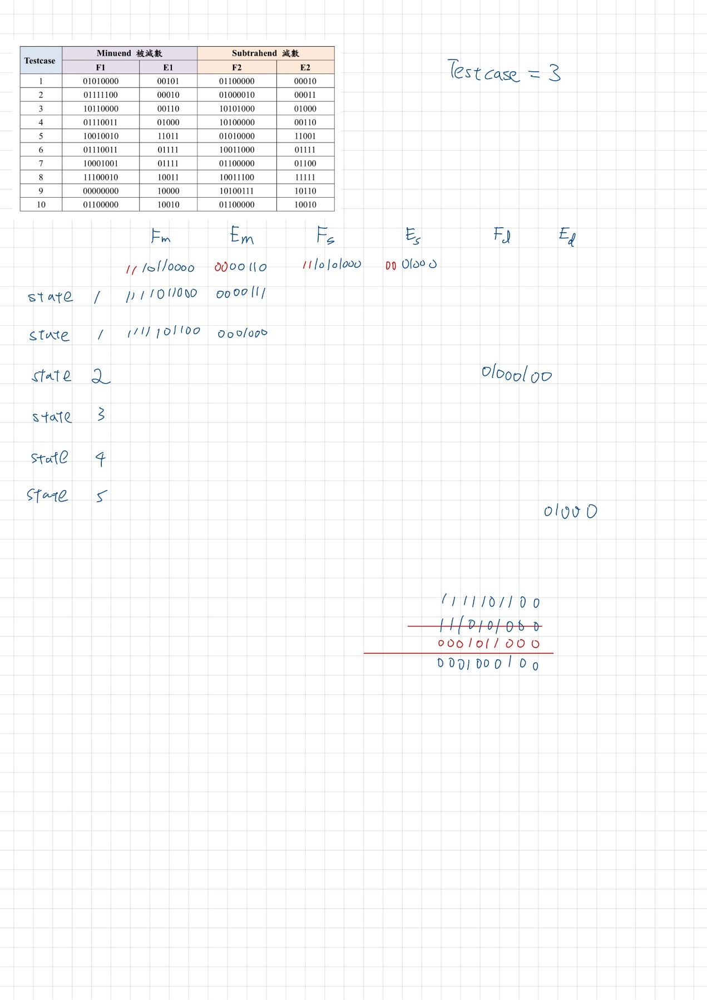 Testcase = 3
Testcase Minuend 被減數 Subtrahend 減數
F1 E1 F2 E2
1 01010000 00101 01100000 00010
2 01111100 00010 01000010 00011
3 10110000 00110 10101000 01000
4 01110011 01000 10100000 00110
5 10010010 11011 01010000 11001
6 01110011 01111 10011000 01111
7 10001001 01111 01100000 01100
8 11100010 10011 10011100 11111
9 00000000 10000 10100111 10110
10 01100000 10010 01100000 10010
Fm Em Fs Es Fd Ed
1110110000 0000110 1110101000 0001000
state 1 1111011000 0000111
state 1 1111101100 0001000
state 2 01000100
state 3
state 4
state 5
01000
1111101100
1110101000
0001011000
0001000100